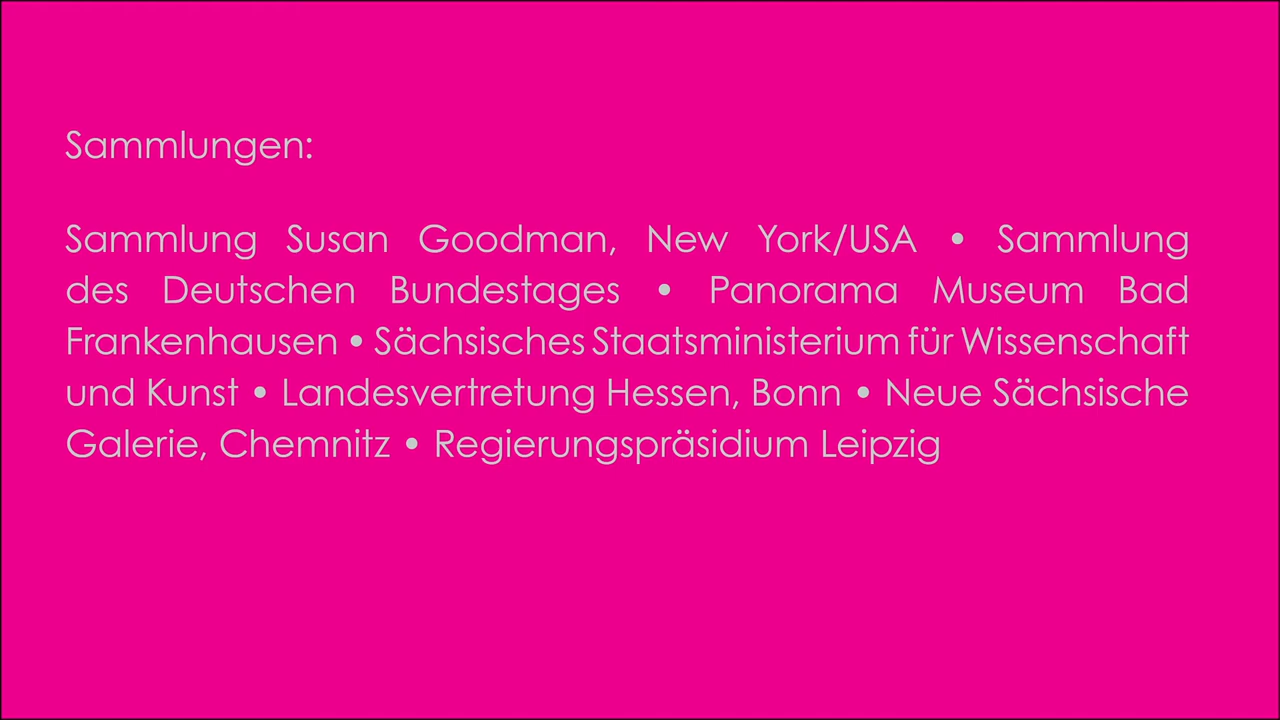 Sammlungen:
Sammlung Susan Goodman, New York/USA • Sammlung
des Deutschen Bundestages • Panorama Museum Bad
Frankenhausen • Sächsisches Staatsministerium für Wissenschaft
und Kunst • Landesvertretung Hessen, Bonn • Neue Sächsische
Galerie, Chemnitz • Regierungspräsidium Leipzig